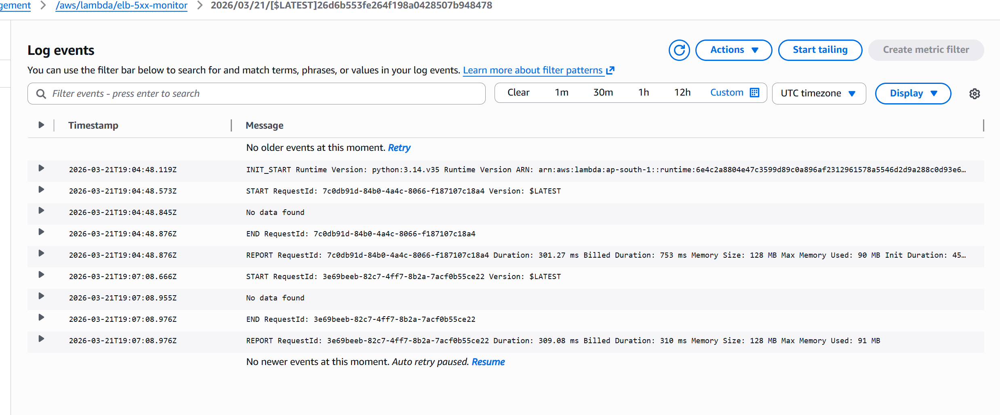 gement > /aws/lambda/elb-5xx-monitor > 2026/03/21/[$LATEST]26d6b553fe264f198a0428507b948478
Log events
Actions
Start tailing
Create metric filter
You can use the filter bar below to search for and match terms, phrases, or values in your log events. Learn more about filter patterns
Filter events - press enter to search
Clear 1m 30m 1h 12h Custom
UTC timezone
Display
Timestamp Message
No older events at this moment. Retry
2026-03-21T19:04:48.119Z INIT_START Runtime Version: python:3.14.v35 Runtime Version ARN: arn:aws:lambda:ap-south-1::runtime:6e4c2a8804e47c3599d89c0a896af2312961578a5546d2d9a288c0d93e6…
2026-03-21T19:04:48.573Z START RequestId: 7c0db91d-84b0-4a4c-8066-f187107c18a4 Version: $LATEST
2026-03-21T19:04:48.845Z No data found
2026-03-21T19:04:48.876Z END RequestId: 7c0db91d-84b0-4a4c-8066-f187107c18a4
2026-03-21T19:04:48.876Z REPORT RequestId: 7c0db91d-84b0-4a4c-8066-f187107c18a4 Duration: 301.27 ms Billed Duration: 753 ms Memory Size: 128 MB Max Memory Used: 90 MB Init Duration: 45…
2026-03-21T19:07:08.666Z START RequestId: 3e69beeb-82c7-4ff7-8b2a-7acf0b55ce22 Version: $LATEST
2026-03-21T19:07:08.955Z No data found
2026-03-21T19:07:08.976Z END RequestId: 3e69beeb-82c7-4ff7-8b2a-7acf0b55ce22
2026-03-21T19:07:08.976Z REPORT RequestId: 3e69beeb-82c7-4ff7-8b2a-7acf0b55ce22 Duration: 309.08 ms Billed Duration: 310 ms Memory Size: 128 MB Max Memory Used: 91 MB
No newer events at this moment. Auto retry paused. Resume